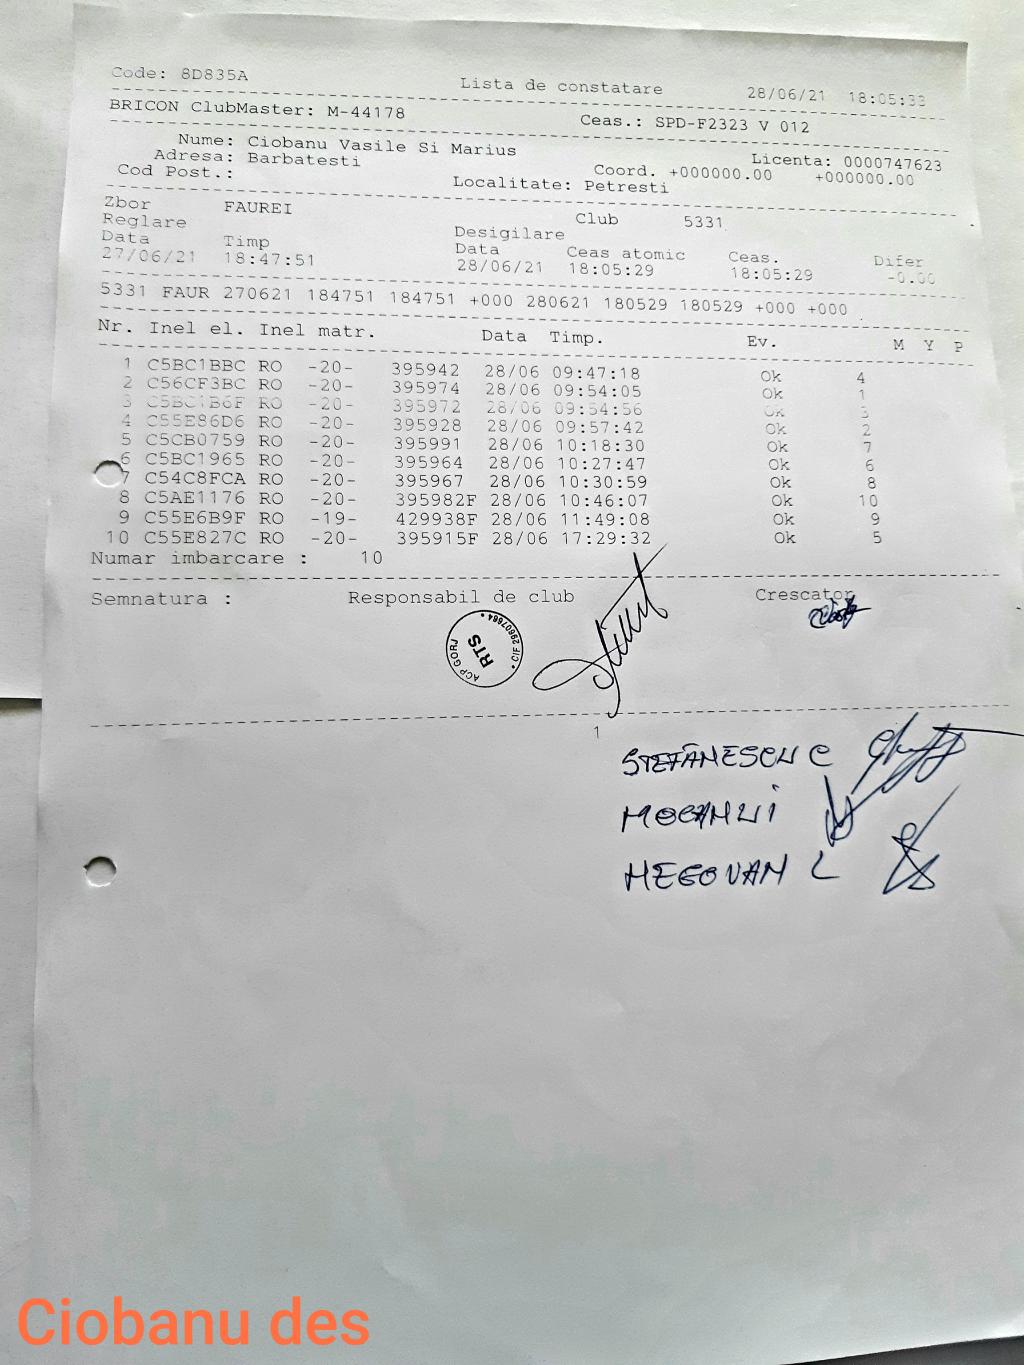 Code: 8D835A Lista de constatare 28/06/21 18:05:33
BRICON ClubMaster: M-44178 Ceas.: SPD-F2323 V 012
Nume: Ciobanu Vasile Si Marius Licenta: 0000747623
Adresa: Barbatesti Coord. +000000.00 +000000.00
Cod Post.: Localitate: Petresti
Zbor FAUREI Club 5331
Reglare Desigilare
Data Timp Data Ceas atomic Ceas. Difer
27/06/21 18:47:51 28/06/21 18:05:29 18:05:29 -0.00
5331 FAUR 270621 184751 184751 +000 280621 180529 180529 +000 +000
Nr. Inel el. Inel matr. Data Timp. Ev. M Y P
1 C5BC1BBC RO -20- 395942 28/06 09:47:18 Ok 4
2 C56CF3BC RO -20- 395974 28/06 09:54:05 Ok 1
3 C5BC1B6F RO -20- 395972 28/06 09:54:56 Ok 3
4 C55E86D6 RO -20- 395928 28/06 09:57:42 Ok 2
5 C5CB0759 RO -20- 395991 28/06 10:18:30 Ok 7
6 C5BC1965 RO -20- 395964 28/06 10:27:47 Ok 6
7 C54C8FCA RO -20- 395967 28/06 10:30:59 Ok 8
8 C5AE1176 RO -20- 395982F 28/06 10:46:07 Ok 10
9 C55E6B9F RO -19- 429938F 28/06 11:49:08 Ok 9
10 C55E827C RO -20- 395915F 28/06 17:29:32 Ok 5
Numar imbarcare : 10
Semnatura : Responsabil de club Crescator
ACP GORJ
RTS
CIF 29607664
1
STEFĂNESCU C
MOCANU I
MEGOVAN L
Ciobanu des